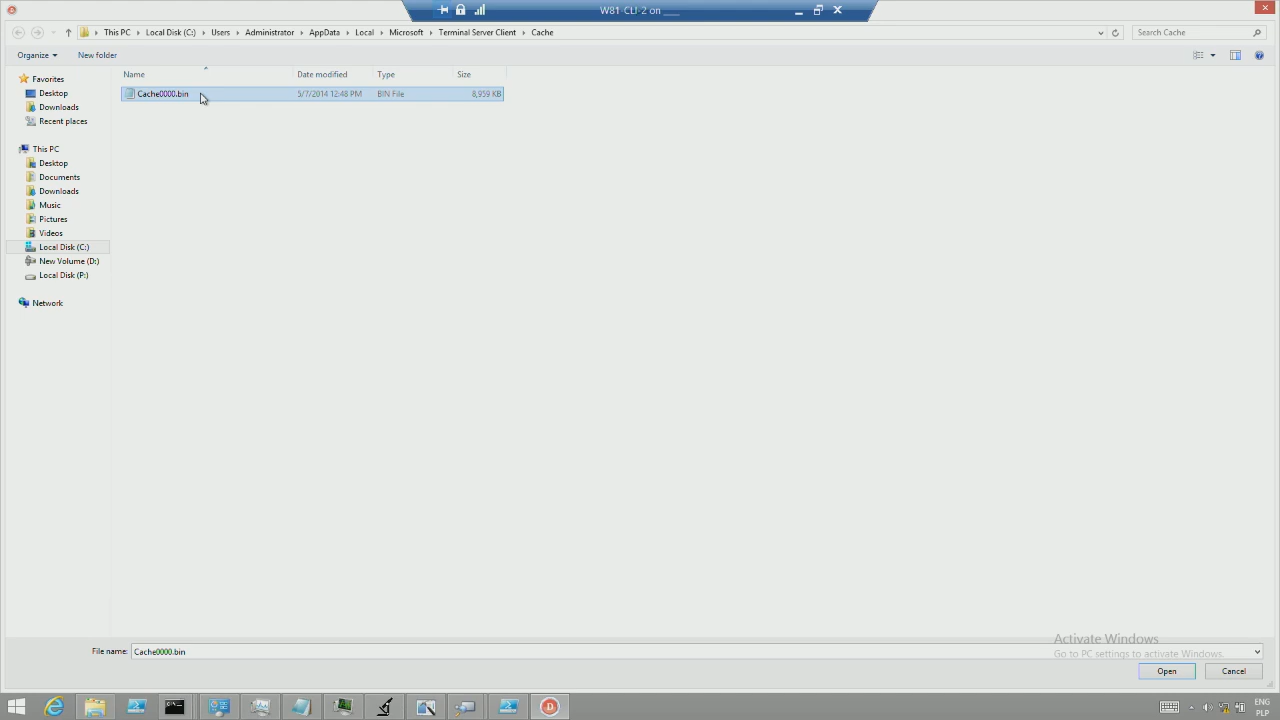 W81-CLI-2 on ____
This PC Local Disk (C:) Users Administrator AppData Local Microsoft Terminal Server Client Cache
Search Cache
Organize New folder
Name Date modified Type Size
Cache0000.bin 5/7/2014 12:48 PM BIN File 8,959 KB
Favorites
Desktop
Downloads
Recent places
This PC
Desktop
Documents
Downloads
Music
Pictures
Videos
Local Disk (C:)
New Volume (D:)
Local Disk (P:)
Network
Activate Windows
Go to PC settings to activate Windows.
File name: Cache0000.bin
Open Cancel
ENG
PLP